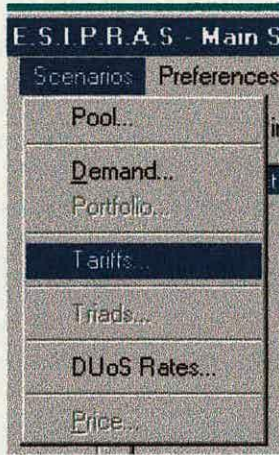 E.S.I.P.R.A.S - Main S
Scenarios Preferences
Pool...
Demand...
Portfolio...
Tariffs...
Triads...
DUoS Rates...
Price...